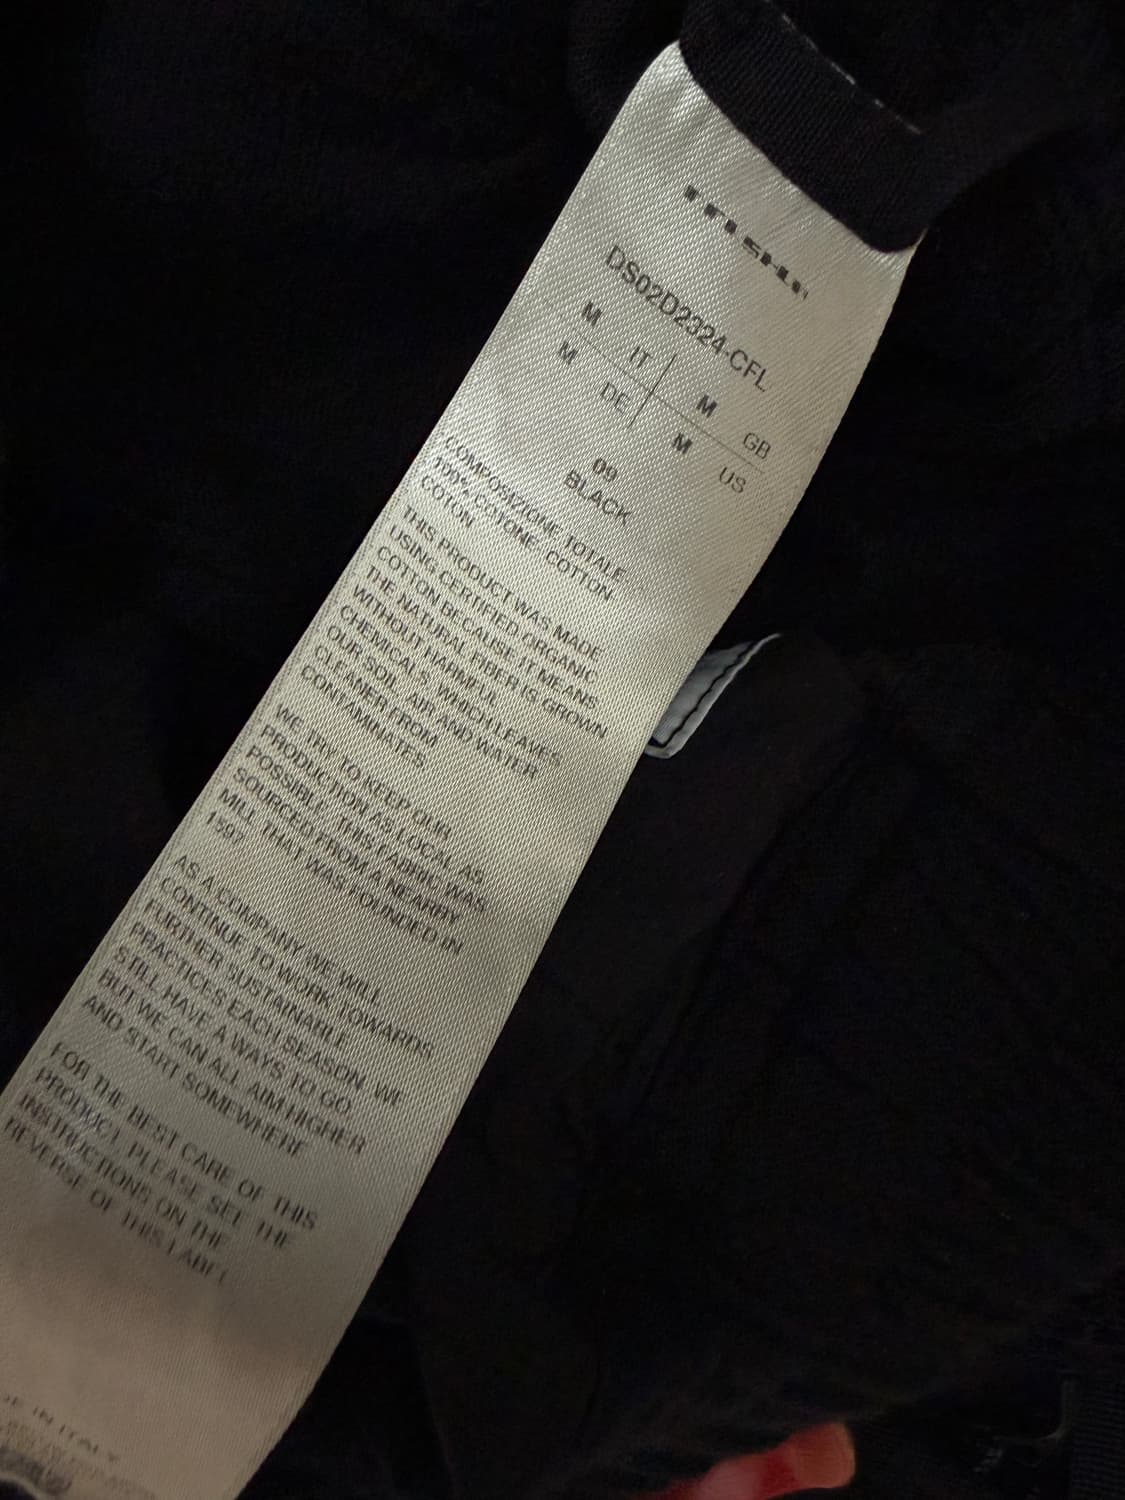 DS02D2324-CFL
M IT | M GB
M DE | M US
09
BLACK
COMPOSIZIONE TOTALE
100% COTONE COTTON
COTON
THIS PRODUCT WAS MADE
USING CERTIFIED ORGANIC
COTTON BECAUSE IT MEANS
THE NATURAL FIBER IS GROWN
WITHOUT HARMFUL
CHEMICALS, WHICH LEAVES
OUR SOIL, AIR AND WATER
CLEANER FROM
CONTAMINATES.
WE TRY TO KEEP OUR
PRODUCTION AS LOCAL AS
POSSIBLE, THIS FABRIC WAS
SOURCED FROM A NEARBY
MILL THAT WAS FOUNDED IN
AS A COMPANY WE WILL
CONTINUE TO WORK TOWARDS
FURTHER SUSTAINABLE
PRACTICES EACH SEASON. WE
STILL HAVE A WAYS TO GO,
BUT WE CAN ALL AIM HIGHER
AND START SOMEWHERE
FOR THE BEST CARE OF THIS
PRODUCT, PLEASE SEE THE
INSTRUCTIONS ON THE
REVERSE OF THIS LABEL
IN ITALY